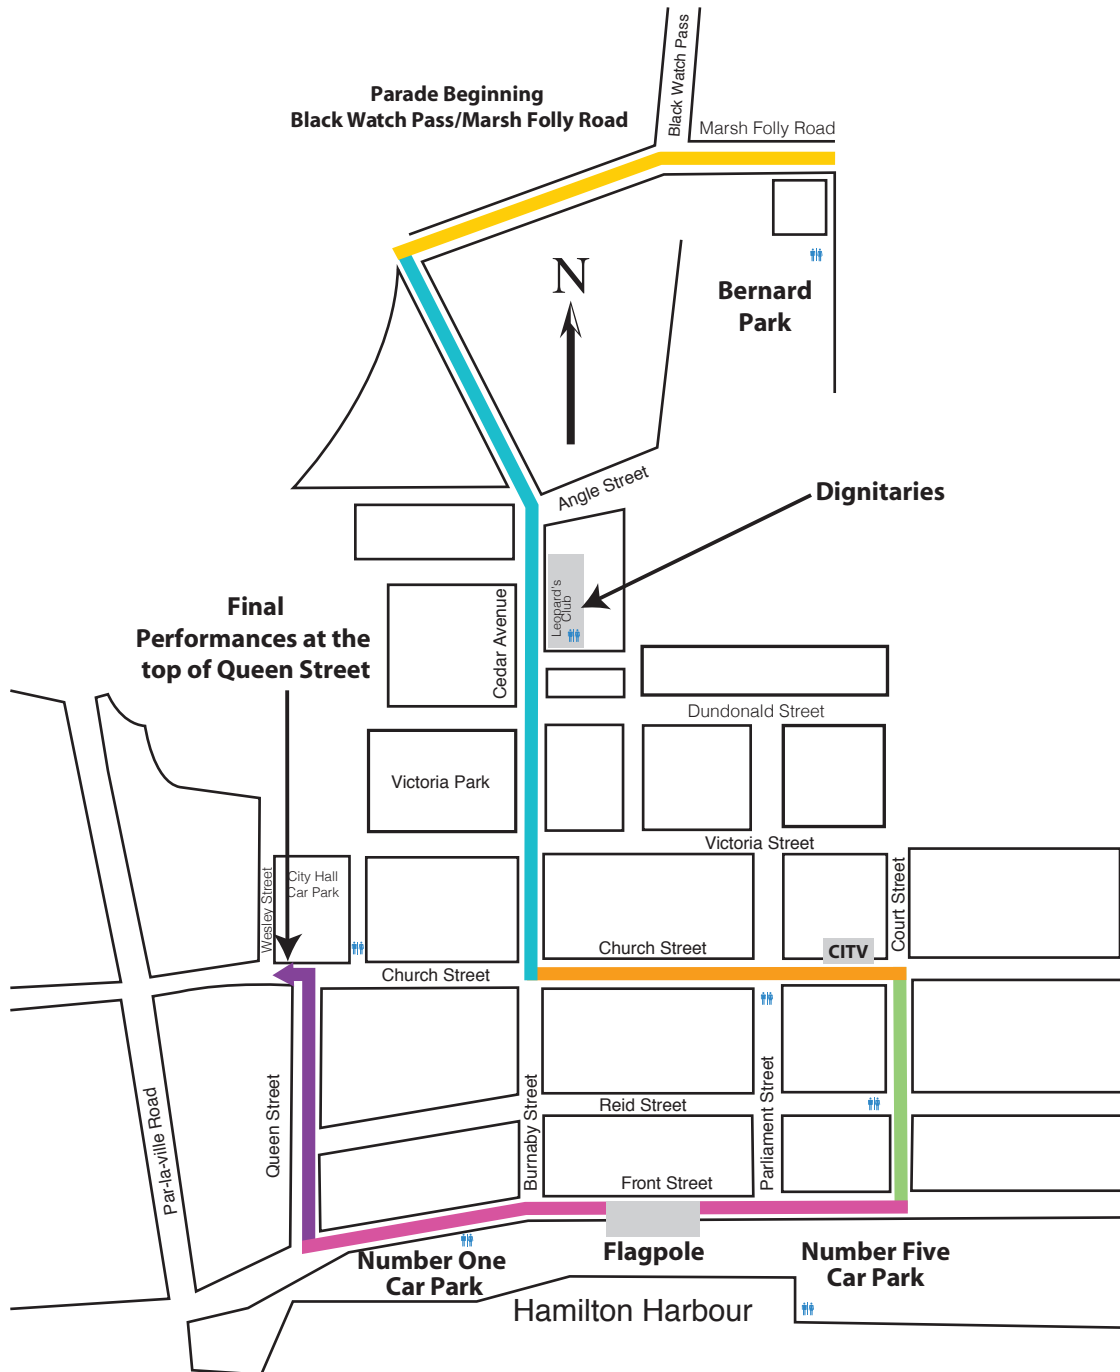 Black Watch Pass
Parade Beginning
Black Watch Pass/Marsh Folly Road
Marsh Folly Road
N
Bernard
Park
Angle Street
Dignitaries
Leopard's
Club
Cedar Avenue
Final
Performances at the
top of Queen Street
Dundonald Street
Victoria Park
Victoria Street
Wesley Street
City Hall
Car Park
Court Street
Church Street
CITV
Church Street
Par-la-ville Road
Queen Street
Burnaby Street
Reid Street
Parliament Street
Front Street
Number One
Car Park
Flagpole
Number Five
Car Park
Hamilton Harbour